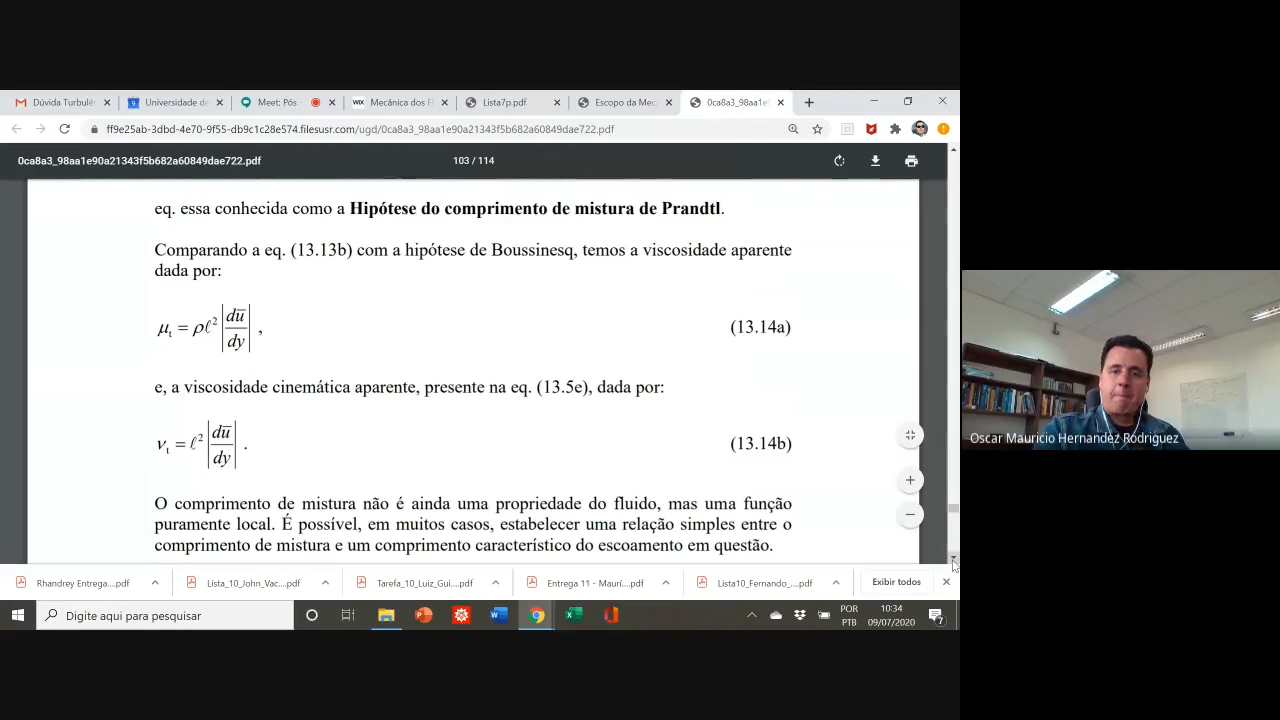 Dúvida Turbulê
Universidade de
Meet: Pós -
Mecânica dos F
Lista7p.pdf
Escopo da Mec
0ca8a3_98aa1e
ff9e25ab-3dbd-4e70-9ff5-d69c1c28e574.filesusr.com/ugd/0ca8a3_98aa1e90a21343f5b682a60849dae722.pdf
0ca8a3_98aa1e90a21343f5b682a60849dae722.pdf
103 / 114
eq. essa conhecida como a Hipótese do comprimento de mistura de Prandtl.
Comparando a eq. (13.13b) com a hipótese de Boussinesq, temos a viscosidade aparente
dada por:
μt = ρℓ² |dū/dy| , (13.14a)
e, a viscosidade cinemática aparente, presente na eq. (13.5e), dada por:
νt = ℓ² |dū/dy| . (13.14b)
O comprimento de mistura não é ainda uma propriedade do fluido, mas uma função
puramente local. É possível, em muitos casos, estabelecer uma relação simples entre o
comprimento de mistura e um comprimento característico do escoamento em questão.
Oscar Mauricio Hernandez Rodriguez
Rhandrey Entrega....pdf
Lista_10_John_Vac....pdf
Tarefa_10_Luiz_Gui....pdf
Entrega 11 - Maurí....pdf
Lista10_Fernando_....pdf
Exibir todos
Digite aqui para pesquisar
POR
PTB
10:34
09/07/2020
7